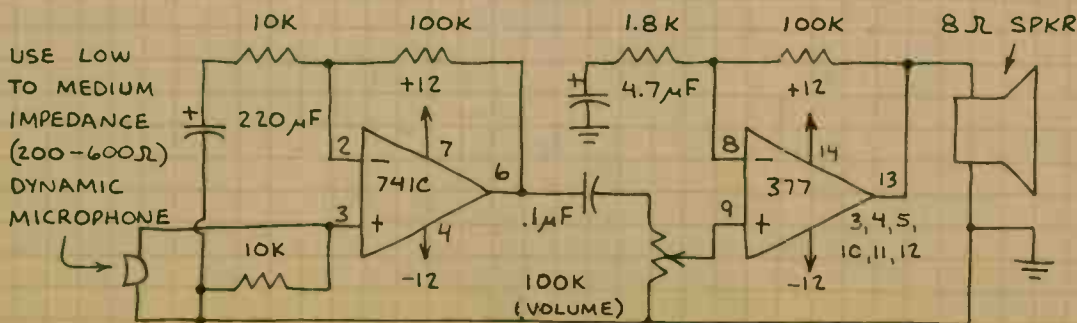 10K
100K
1.8K
100K
8Ω SPKR
USE LOW
TO MEDIUM
IMPEDANCE
(200-600Ω)
DYNAMIC
MICROPHONE
+
220μF
+12
7
2
-
741C
6
3
+
4
-12
10K
.1μF
100K
(VOLUME)
+
4.7μF
+12
14
8
-
377
13
9
+
3, 4, 5,
10, 11, 12
-12